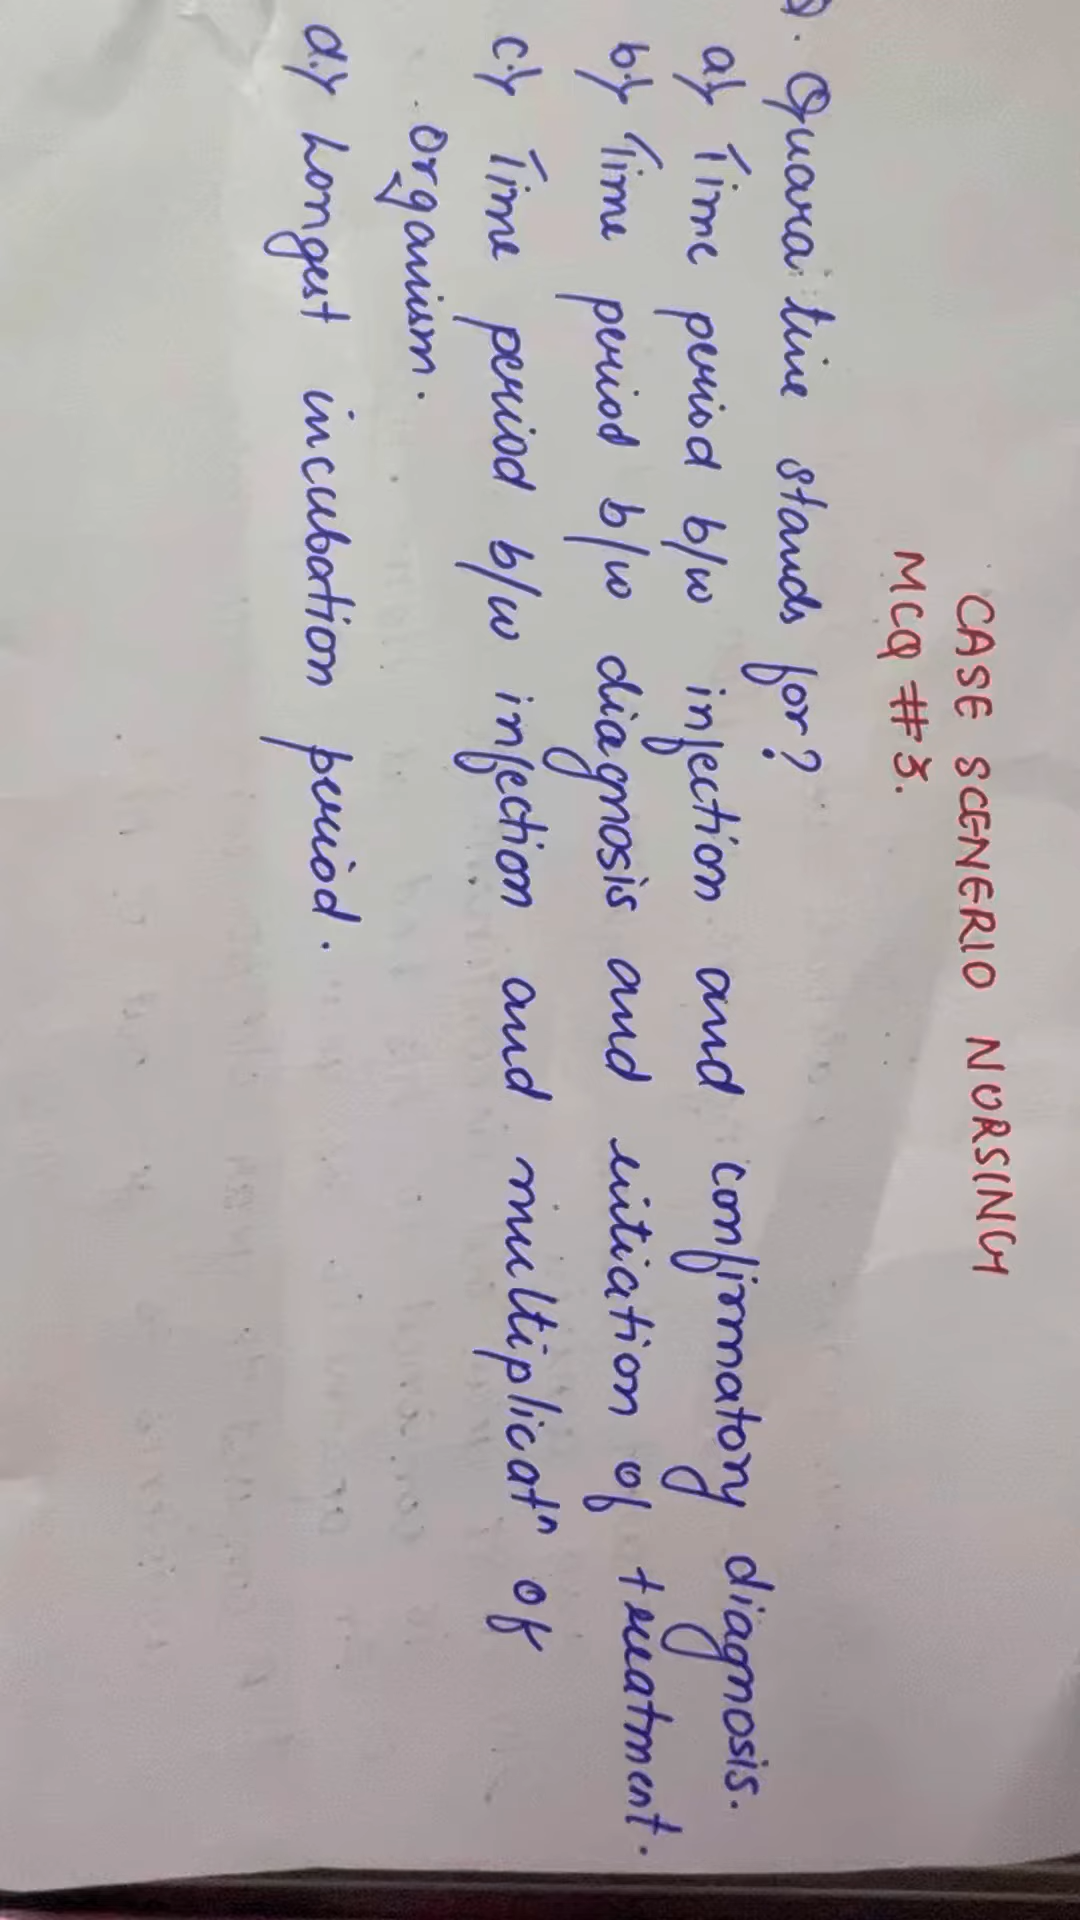 CASE SCENERIO NORSING
MCQ #3.
Q. Quarantine stands for?
a.) Time period b/w infection and confirmatory diagnosis.
b.) Time period b/w diagnosis and initiation of treatment.
c.) Time period b/w infection and multiplicatⁿ of
organism.
d.) Longest incubation period.